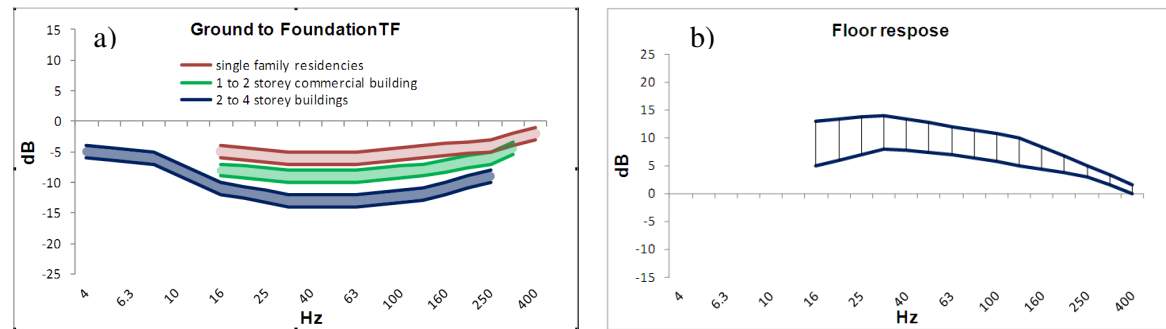 a)
Ground to FoundationTF
single family residencies
1 to 2 storey commercial building
2 to 4 storey buildings
15
10
5
0
-5
-10
-15
-20
-25
dB
4 6.3 10 16 25 40 63 100 160 250 400
Hz
b)
Floor respose
25
20
15
10
5
0
-5
-10
-15
dB
4 6.3 10 16 25 40 63 100 160 250 400
Hz